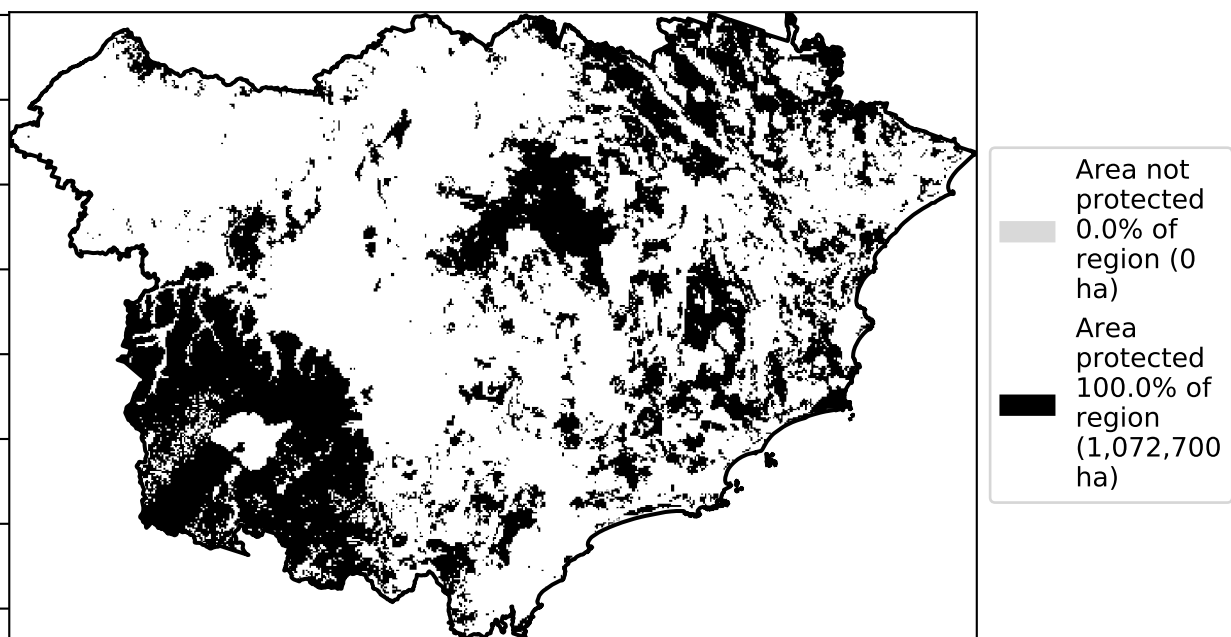 Area not
protected
0.0% of
region (0
ha)
Area
protected
100.0% of
region
(1,072,700
ha)